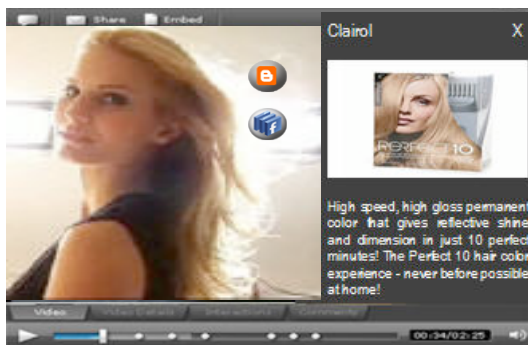 Share Embed
Clairol X
PERFECT 10
High speed, high gloss permanent
color that gives reflective shine
and dimension in just 10 perfect
minutes! The Perfect 10 hair color
experience - never before possible
at home!
Video Video Details Interactions Comments
00:34/02:25